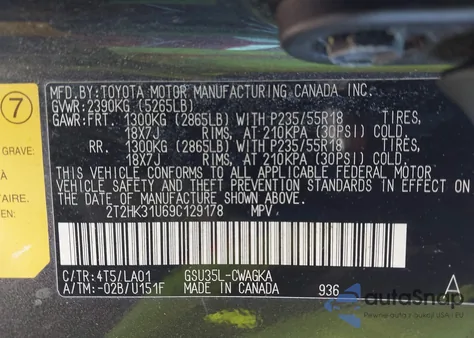 MFD.BY:TOYOTA MOTOR MANUFACTURING CANADA INC.
GVWR:2390KG (5265LB)
GAWR:FRT. 1300KG (2865LB) WITH P235/55R18 TIRES,
18X7J RIMS, AT 210KPA (30PSI) COLD.
RR. 1300KG (2865LB) WITH P235/55R18 TIRES,
18X7J RIMS, AT 210KPA (30PSI) COLD.
THIS VEHICLE CONFORMS TO ALL APPLICABLE FEDERAL MOTOR
VEHICLE SAFETY AND THEFT PREVENTION STANDARDS IN EFFECT ON
THE DATE OF MANUFACTURE SHOWN ABOVE.
2T2HK31U69C129178 MPV
C/TR:4T5/LA01 GSU35L-CWAGKA
A/TM:-02B/U151F MADE IN CANADA 936 A
7
GRAVE:
TAIRE.
autoSnap